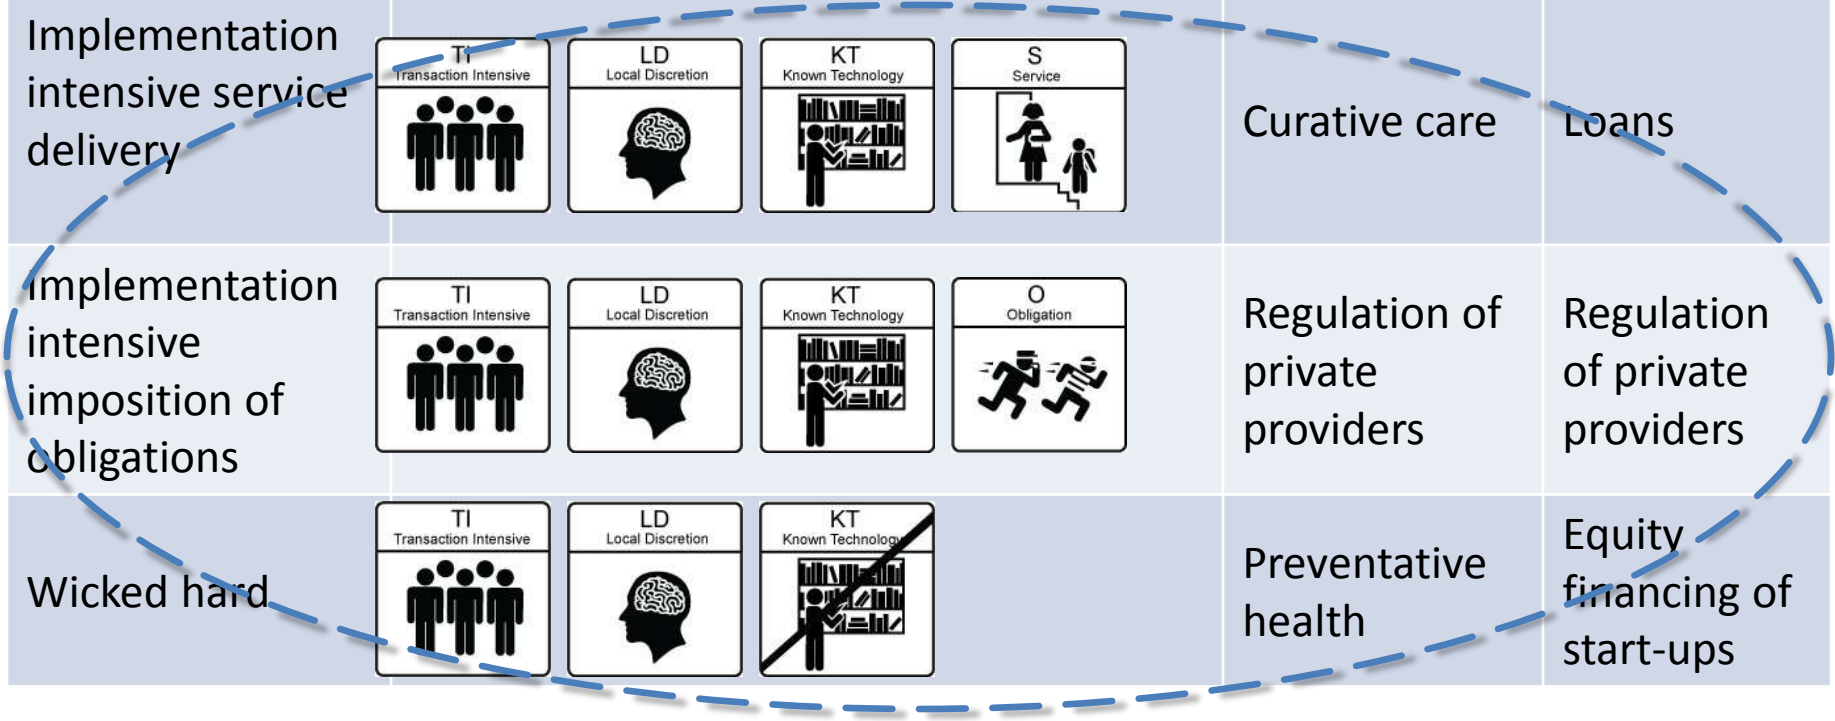 Implementation
intensive service
delivery
TI
Transaction Intensive
LD
Local Discretion
KT
Known Technology
S
Service
Curative care
Loans
Implementation
intensive
imposition of
obligations
TI
Transaction Intensive
LD
Local Discretion
KT
Known Technology
O
Obligation
Regulation of
private
providers
Regulation
of private
providers
Wicked hard
TI
Transaction Intensive
LD
Local Discretion
KT
Known Technology
Preventative
health
Equity
financing of
start-ups